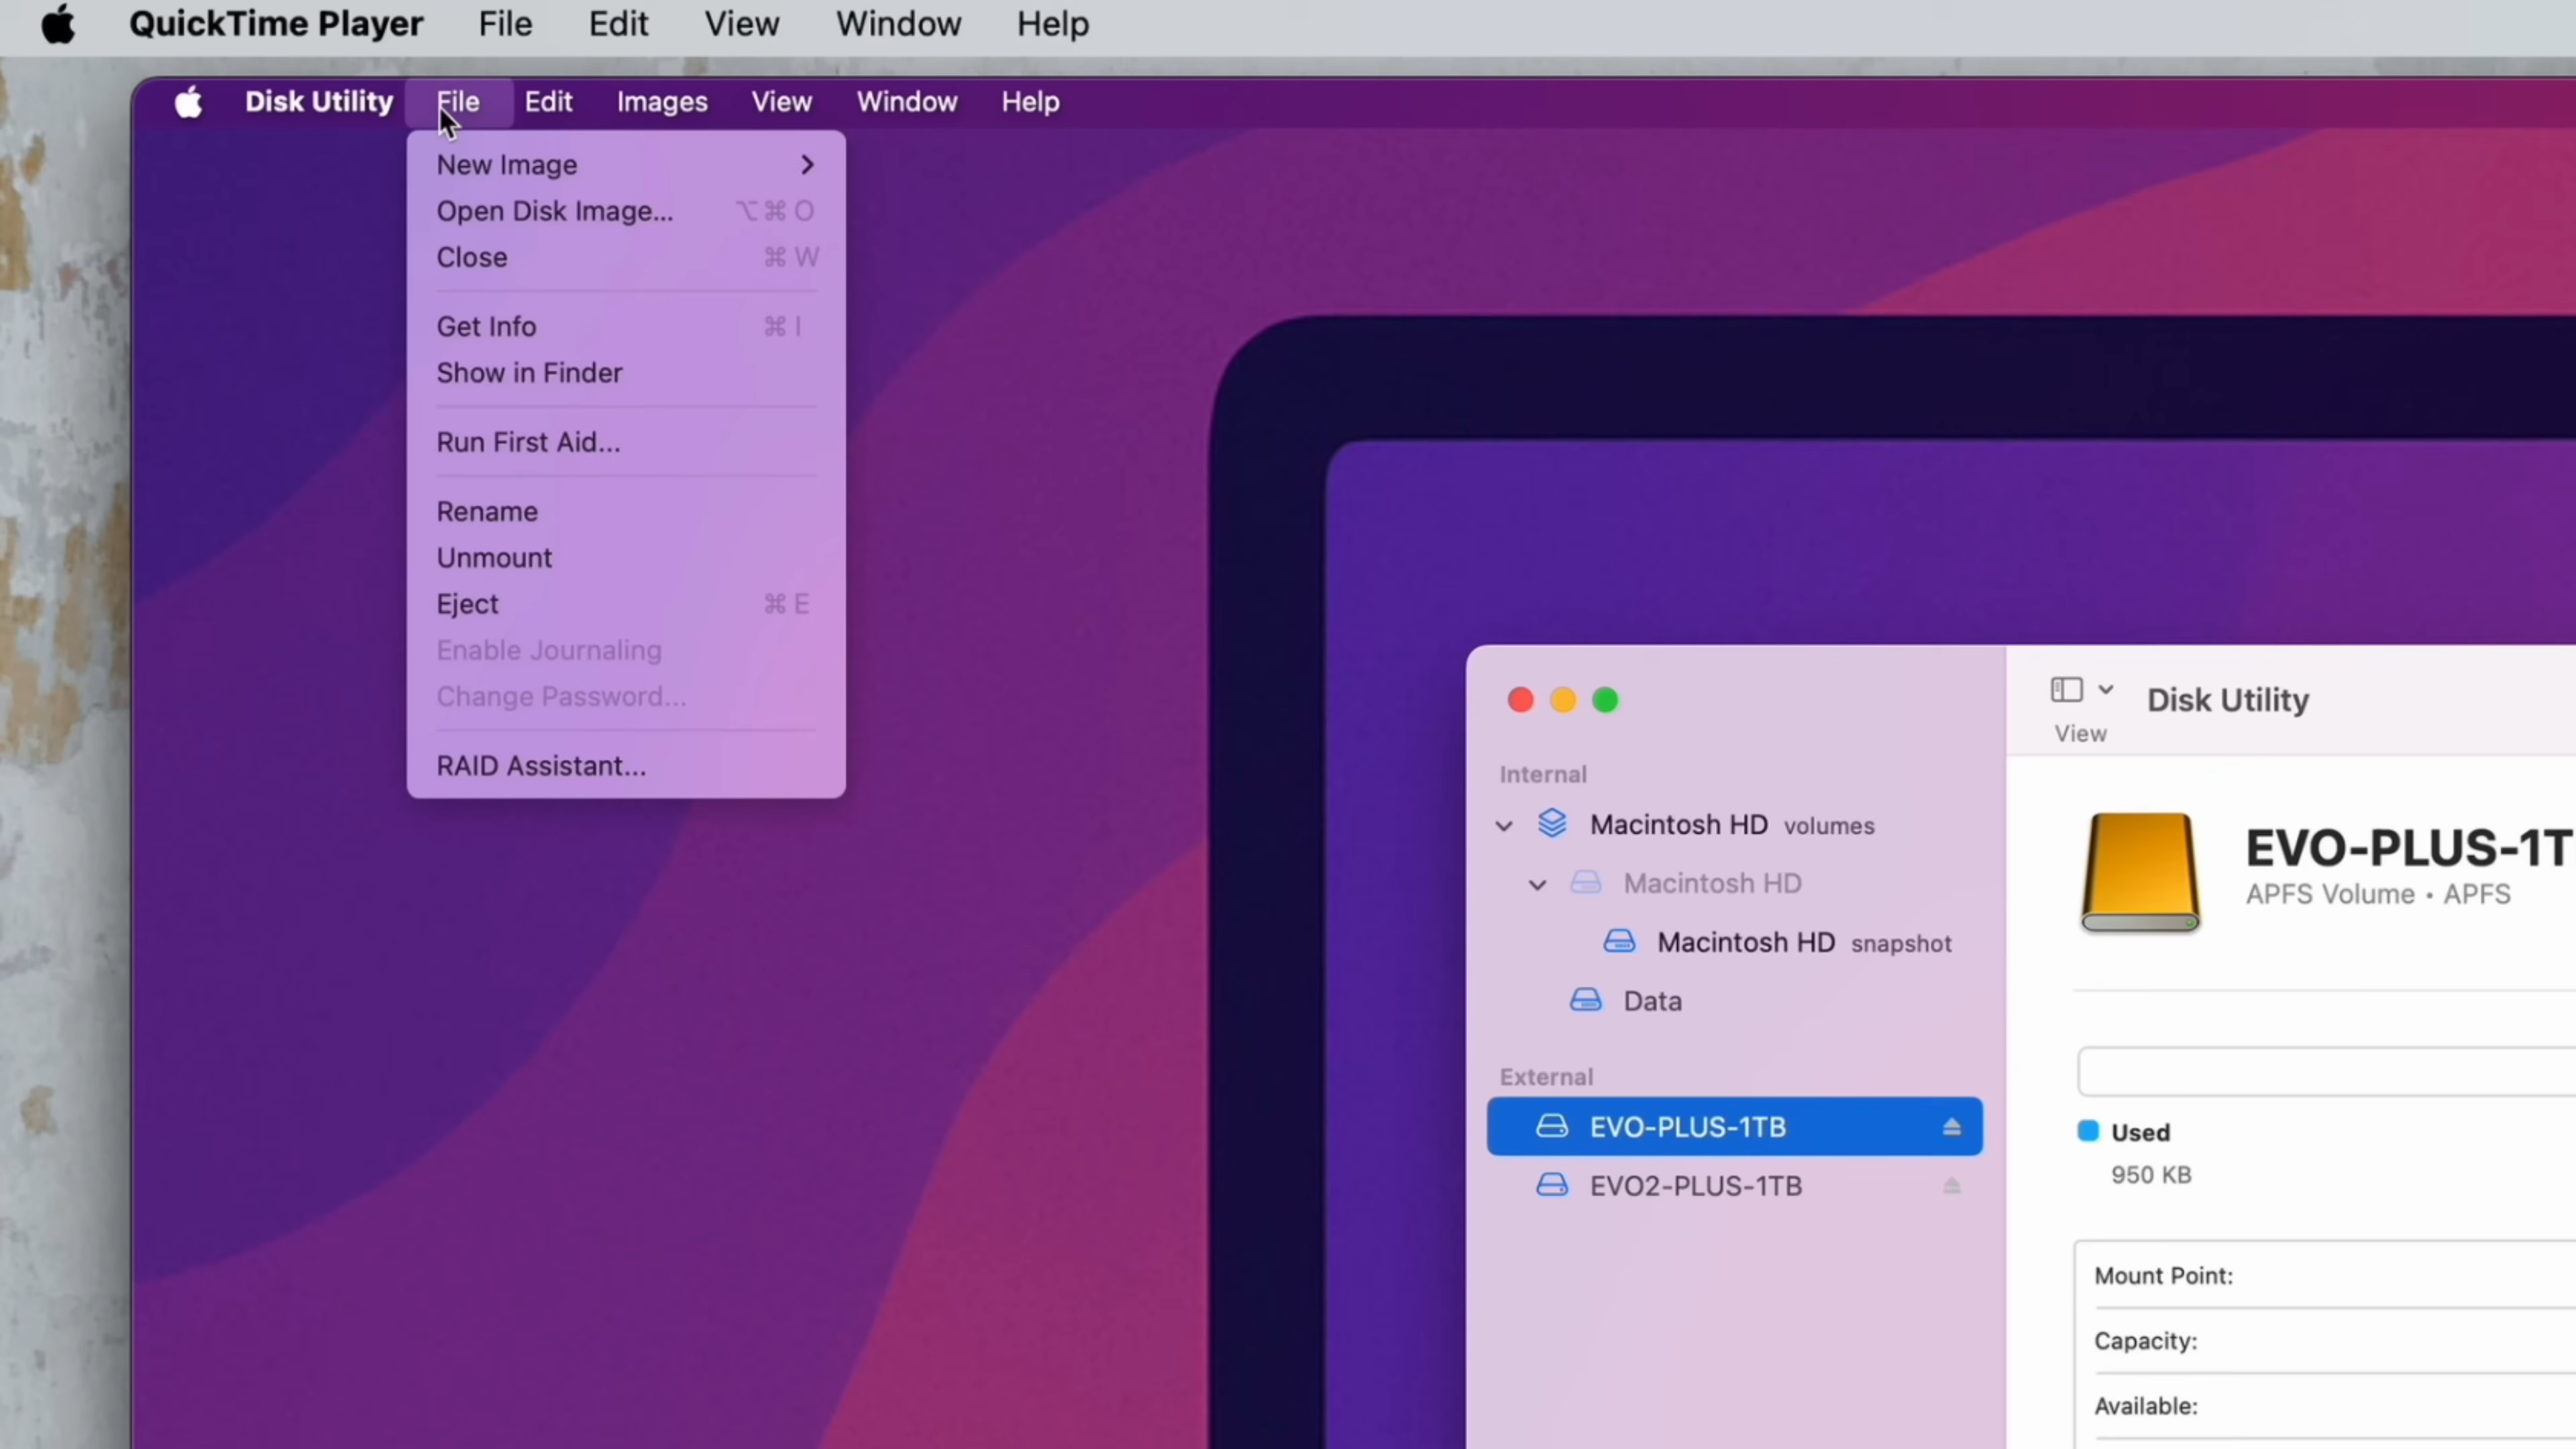 QuickTime Player File Edit View Window Help
Disk Utility File Edit Images View Window Help
New Image
Open Disk Image... ⌥⌘O
Close ⌘W
Get Info ⌘I
Show in Finder
Run First Aid...
Rename
Unmount
Eject ⌘E
Enable Journaling
Change Password...
RAID Assistant...
Internal
Macintosh HD volumes
Macintosh HD
Macintosh HD snapshot
Data
External
EVO-PLUS-1TB
EVO2-PLUS-1TB
Disk Utility
View
EVO-PLUS-1T
APFS Volume • APFS
Used
950 KB
Mount Point:
Capacity:
Available: